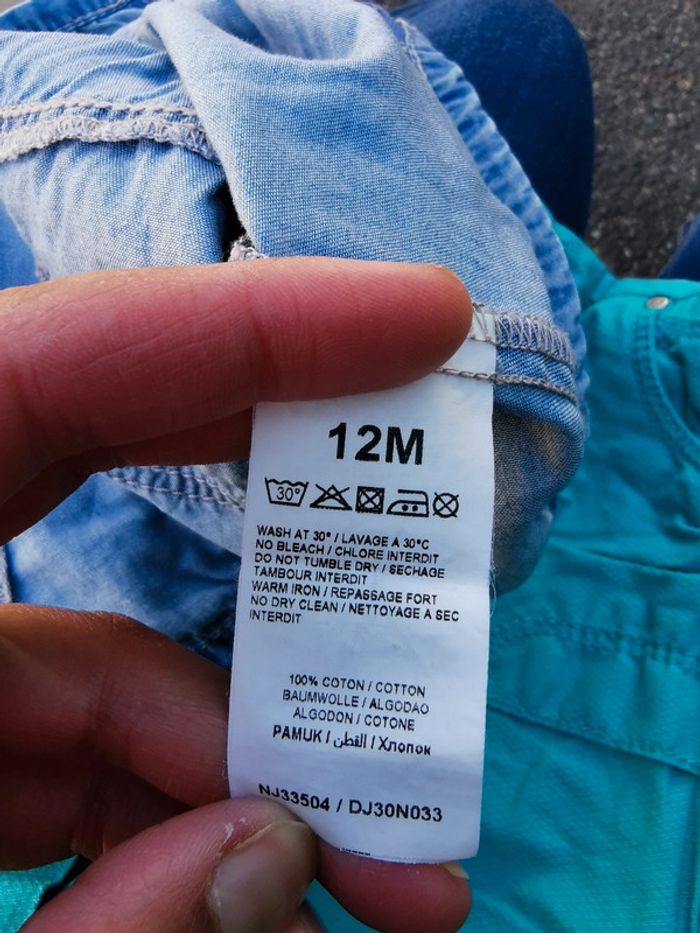 12M
30°
WASH AT 30° / LAVAGE A 30°C
NO BLEACH / CHLORE INTERDIT
DO NOT TUMBLE DRY / SECHAGE
TAMBOUR INTERDIT
WARM IRON / REPASSAGE FORT
NO DRY CLEAN / NETTOYAGE A SEC
INTERDIT
100% COTON / COTTON
BAUMWOLLE / ALGODAO
ALGODON / COTONE
PAMUK / القطن / Хлопок
NJ33504 / DJ30N033